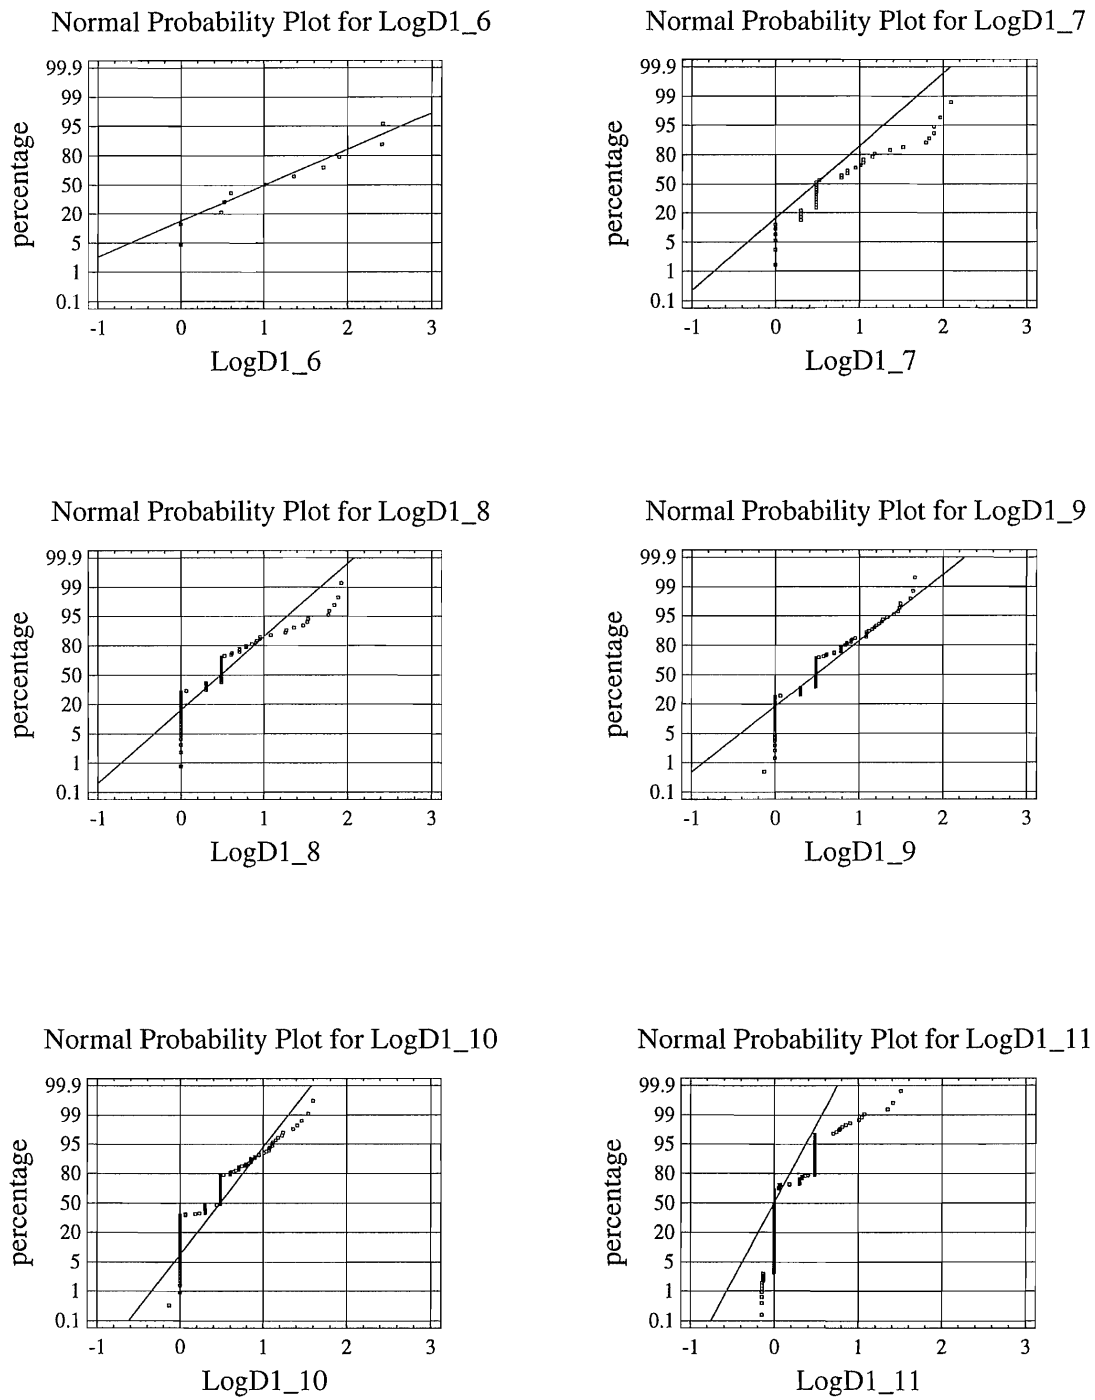 Normal Probability Plot for LogD1_6
99.9
99
95
80
50
20
5
1
0.1
percentage
-1 0 1 2 3
LogD1_6
Normal Probability Plot for LogD1_7
99.9
99
95
80
50
20
5
1
0.1
percentage
-1 0 1 2 3
LogD1_7
Normal Probability Plot for LogD1_8
99.9
99
95
80
50
20
5
1
0.1
percentage
-1 0 1 2 3
LogD1_8
Normal Probability Plot for LogD1_9
99.9
99
95
80
50
20
5
1
0.1
percentage
-1 0 1 2 3
LogD1_9
Normal Probability Plot for LogD1_10
99.9
99
95
80
50
20
5
1
0.1
percentage
-1 0 1 2 3
LogD1_10
Normal Probability Plot for LogD1_11
99.9
99
95
80
50
20
5
1
0.1
percentage
-1 0 1 2 3
LogD1_11